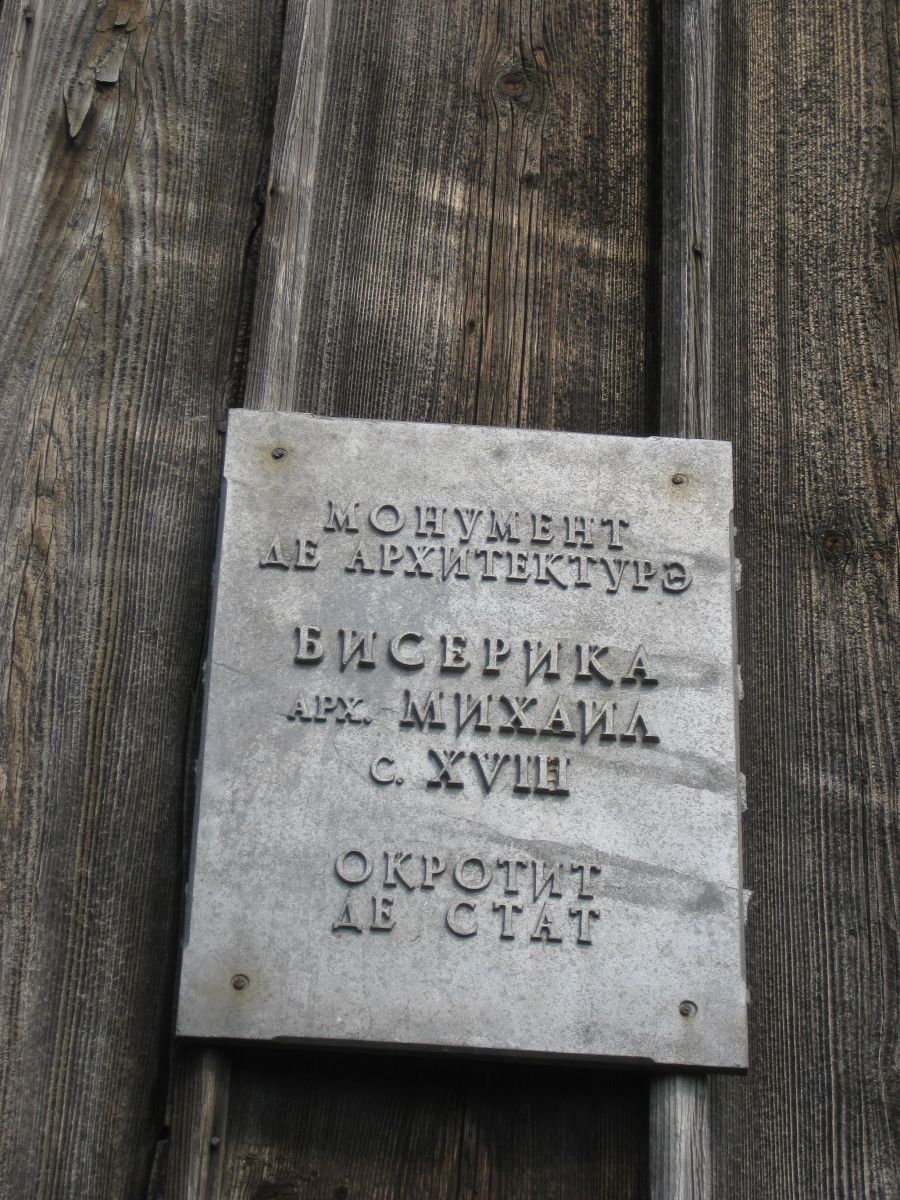 МОНУМЕНТ
ДЕ АРХИТЕКТУРЭ
БИСЕРИКА
АРХ. МИХАИЛ
С. XVIII
ОКРОТИТ
ДЕ СТАТ